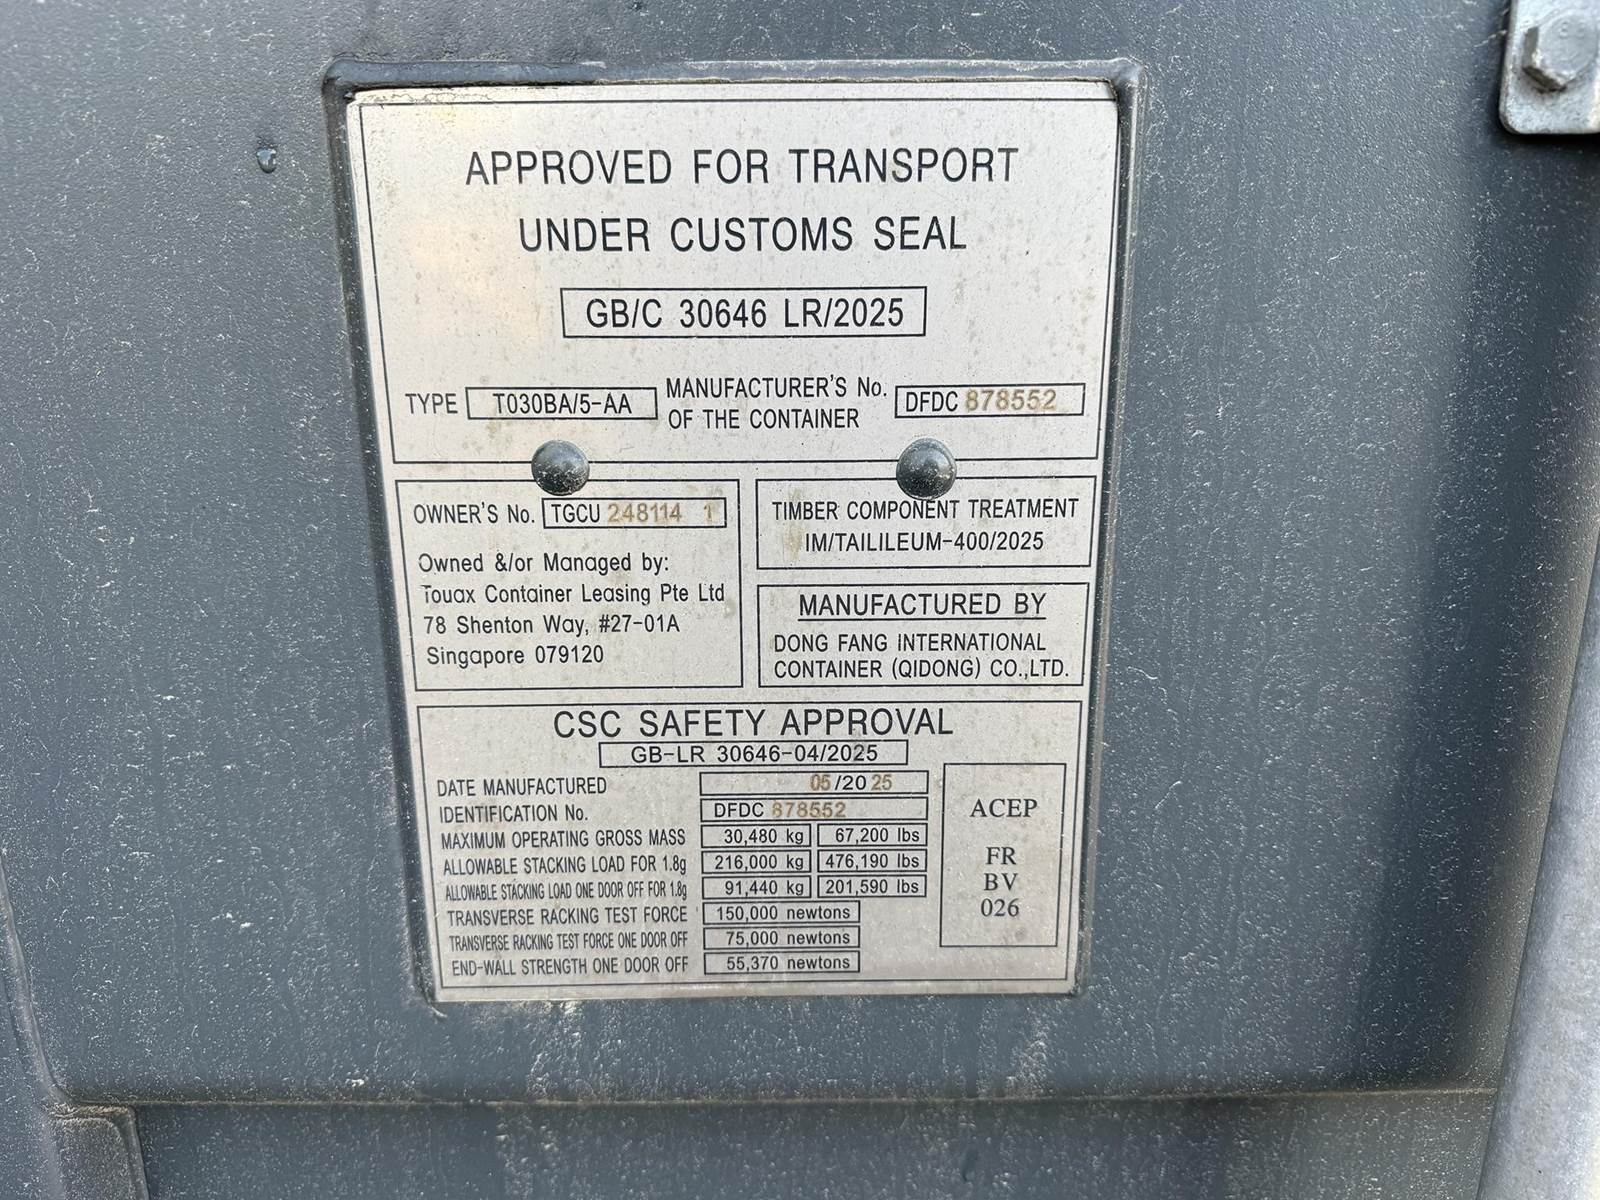 APPROVED FOR TRANSPORT
UNDER CUSTOMS SEAL
GB/C 30646 LR/2025
TYPE T030BA/5-AA
MANUFACTURER'S No.
OF THE CONTAINER
DFDC 878552
OWNER'S No. TGCU 248114 1
Owned &/or Managed by:
Touax Container Leasing Pte Ltd
78 Shenton Way, #27-01A
Singapore 079120
TIMBER COMPONENT TREATMENT
IM/TAILILEUM-400/2025
MANUFACTURED BY
DONG FANG INTERNATIONAL
CONTAINER (QIDONG) CO.,LTD.
CSC SAFETY APPROVAL
GB-LR 30646-04/2025
DATE MANUFACTURED 05/2025
IDENTIFICATION No. DFDC 878552
MAXIMUM OPERATING GROSS MASS 30,480 kg 67,200 lbs
ALLOWABLE STACKING LOAD FOR 1.8g 216,000 kg 476,190 lbs
ALLOWABLE STACKING LOAD ONE DOOR OFF FOR 1.8g 91,440 kg 201,590 lbs
TRANSVERSE RACKING TEST FORCE 150,000 newtons
TRANSVERSE RACKING TEST FORCE ONE DOOR OFF 75,000 newtons
END-WALL STRENGTH ONE DOOR OFF 55,370 newtons
ACEP
FR
BV
026